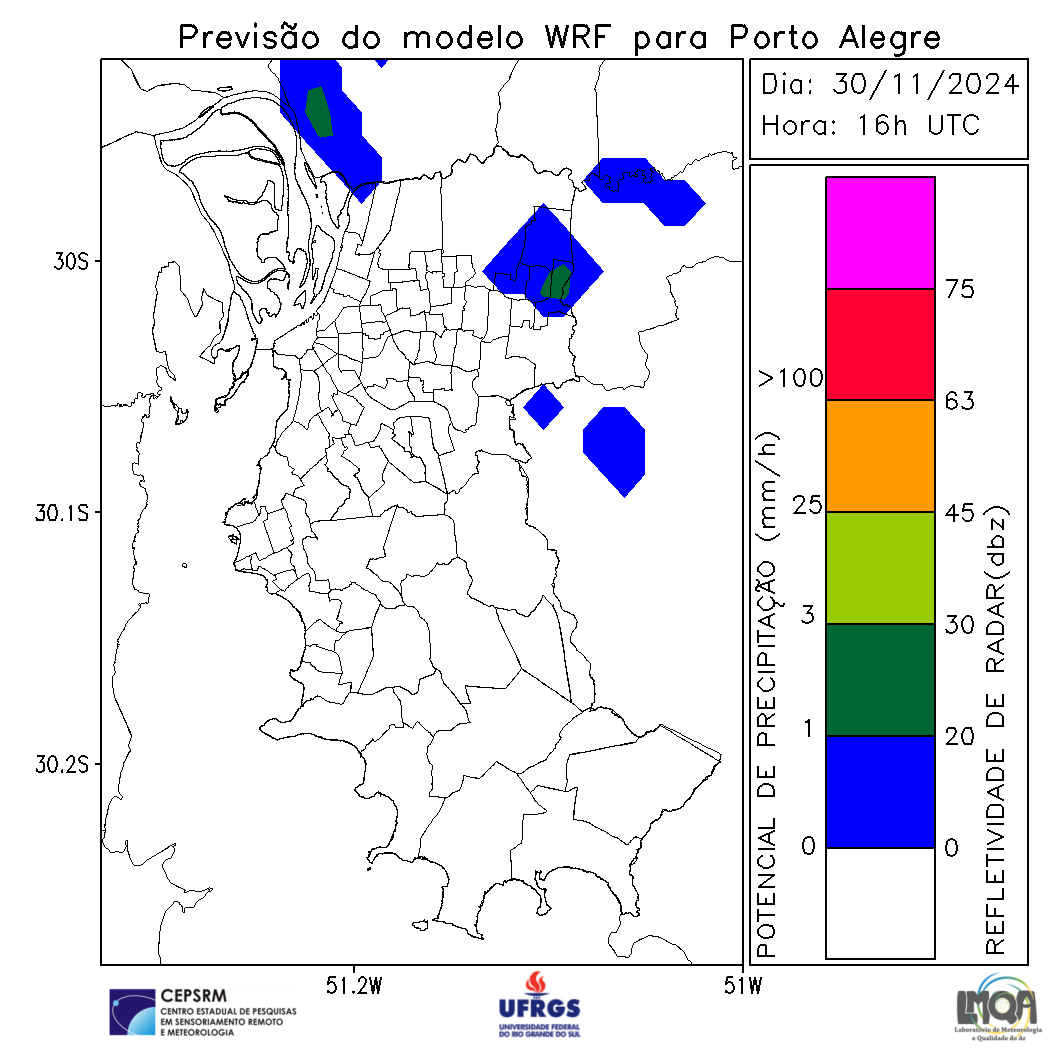 Previsão do modelo WRF para Porto Alegre
Dia: 30/11/2024
Hora: 16h UTC
30S
30.1S
30.2S
51.2W
51W
POTENCIAL DE PRECIPITAÇÃO (mm/h)
>100
25
3
1
0
75
63
45
30
20
0
REFLETIVIDADE DE RADAR(dbz)
CEPSRM
CENTRO ESTADUAL DE PESQUISAS
EM SENSORIAMENTO REMOTO
E METEOROLOGIA
UFRGS
UNIVERSIDADE FEDERAL
DO RIO GRANDE DO SUL
LMQA
Laboratório de Meteorologia
e Qualidade do Ar